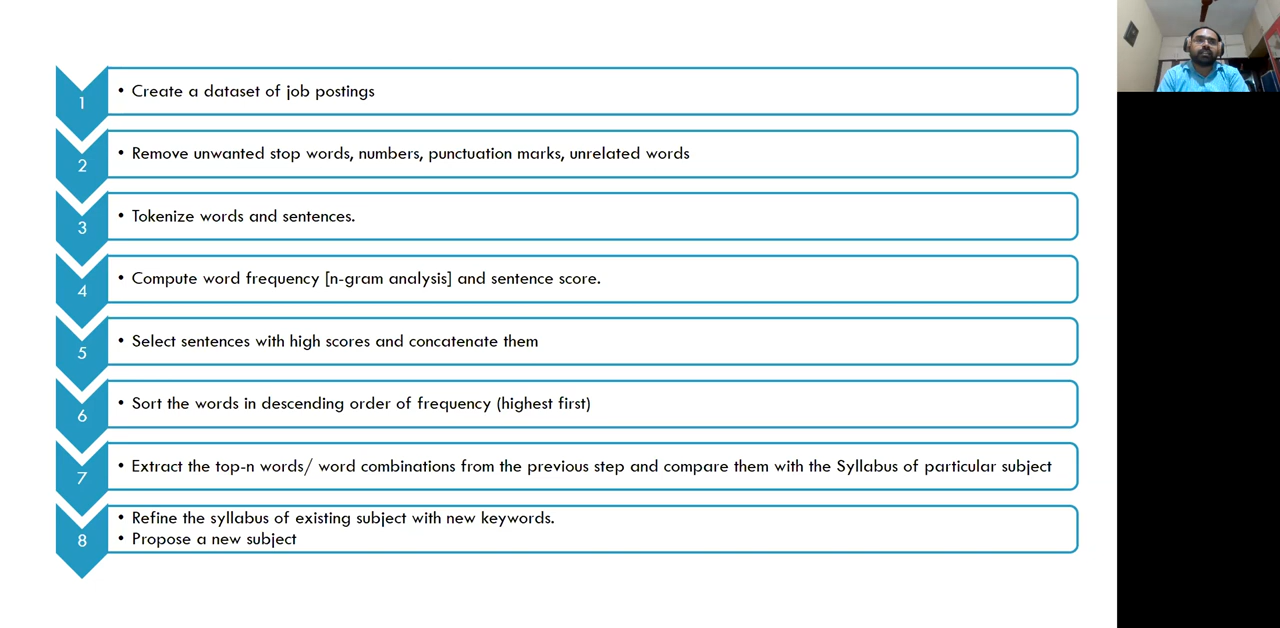 1
• Create a dataset of job postings
2
• Remove unwanted stop words, numbers, punctuation marks, unrelated words
3
• Tokenize words and sentences.
4
• Compute word frequency [n-gram analysis] and sentence score.
5
• Select sentences with high scores and concatenate them
6
• Sort the words in descending order of frequency (highest first)
7
• Extract the top-n words/ word combinations from the previous step and compare them with the Syllabus of particular subject
8
• Refine the syllabus of existing subject with new keywords.
• Propose a new subject